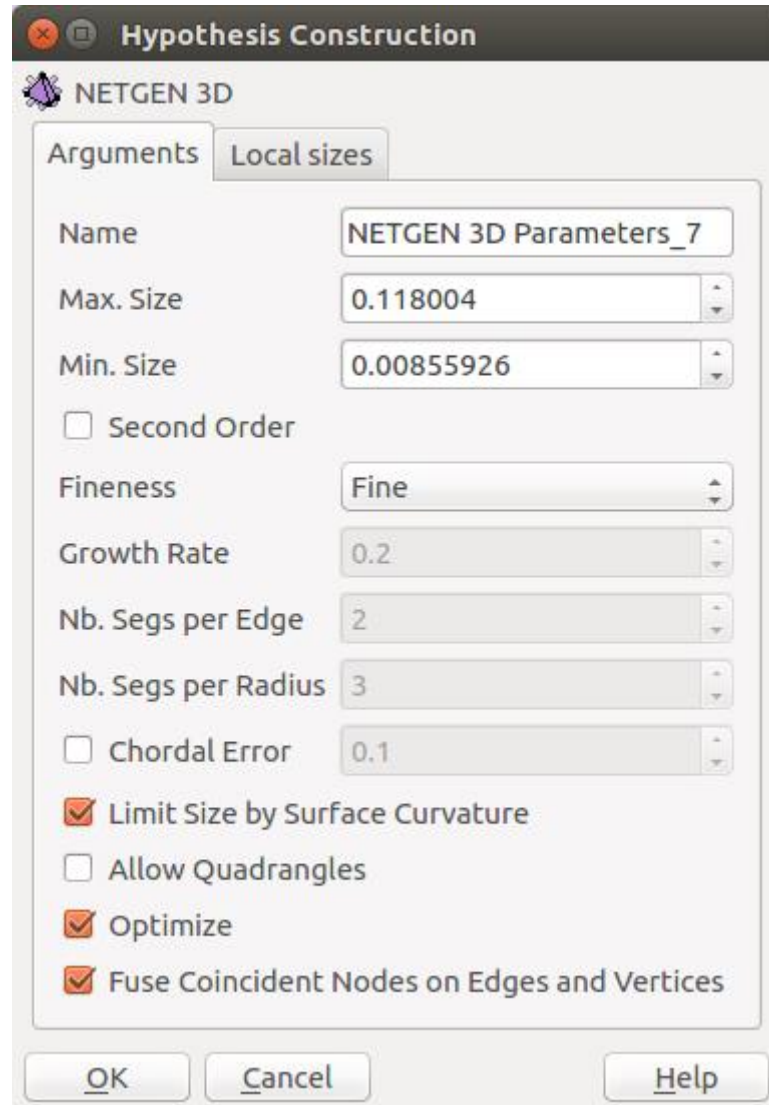 Hypothesis Construction
NETGEN 3D
Arguments Local sizes
Name NETGEN 3D Parameters_7
Max. Size 0.118004
Min. Size 0.00855926
Second Order
Fineness Fine
Growth Rate 0.2
Nb. Segs per Edge 2
Nb. Segs per Radius 3
Chordal Error 0.1
Limit Size by Surface Curvature
Allow Quadrangles
Optimize
Fuse Coincident Nodes on Edges and Vertices
OK Cancel Help